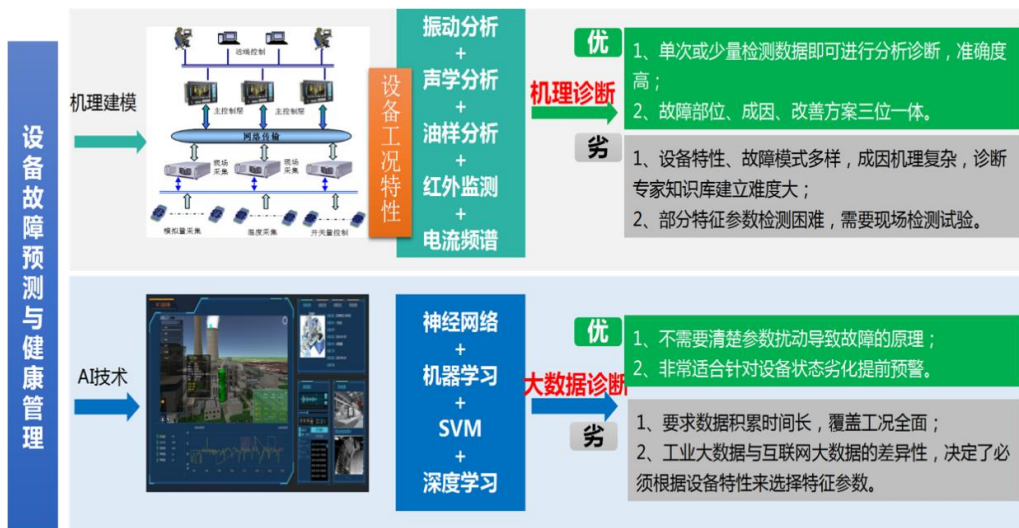 设备故障预测与健康管理
机理建模
远端控制
主控制层
主控制层
主控制层
网络传输
现场
采集
现场
采集
现场
采集
模拟量采集
温度采集
开关量控制
设备工况特性
振动分析
+
声学分析
+
油样分析
+
红外监测
+
电流频谱
机理诊断
优
1、单次或少量检测数据即可进行分析诊断，准确度
高；
2、故障部位、成因、改善方案三位一体。
劣
1、设备特性、故障模式多样，成因机理复杂，诊断
专家知识库建立难度大；
2、部分特征参数检测困难，需要现场检测试验。
AI技术
神经网络
+
机器学习
+
SVM
+
深度学习
大数据诊断
优
1、不需要清楚参数扰动导致故障的原理；
2、非常适合针对设备状态劣化提前预警。
劣
1、要求数据积累时间长，覆盖工况全面；
2、工业大数据与互联网大数据的差异性，决定了必
须根据设备特性来选择特征参数。